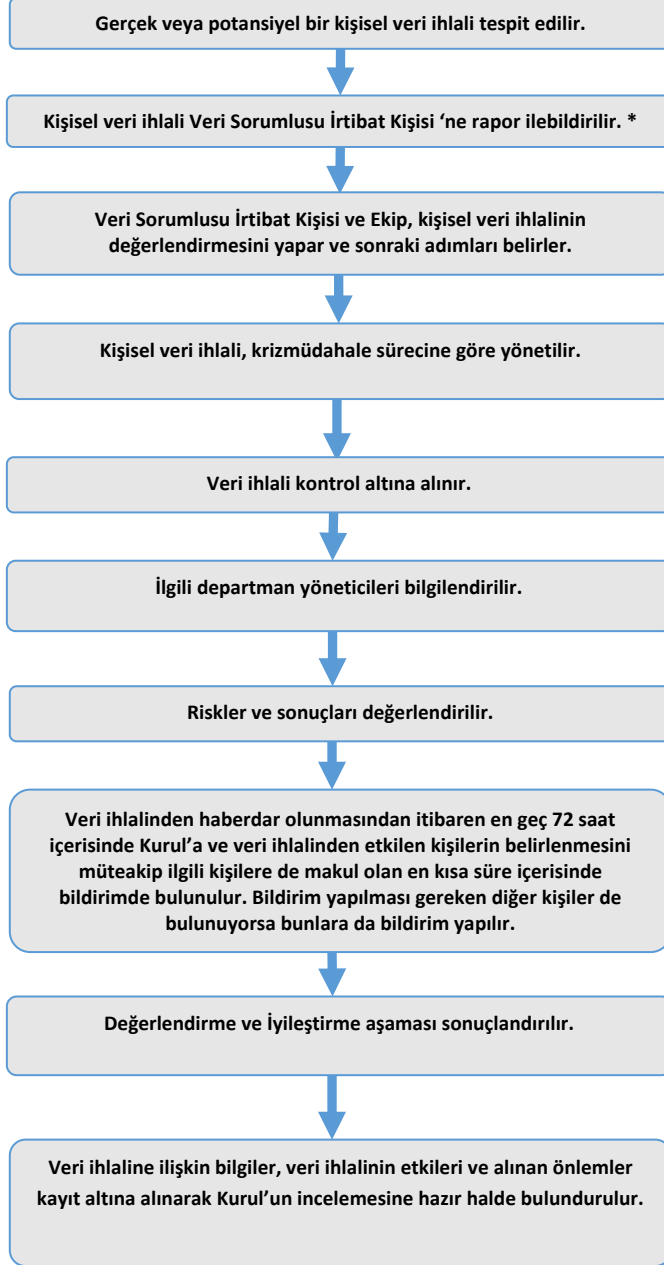 Gerçek veya potansiyel bir kişisel veri ihlali tespit edilir.
Kişisel veri ihlali Veri Sorumlusu İrtibat Kişisi ‘ne rapor ilebildirilir. *
Veri Sorumlusu İrtibat Kişisi ve Ekip, kişisel veri ihlalinin
değerlendirmesini yapar ve sonraki adımları belirler.
Kişisel veri ihlali, krizmüdahale sürecine göre yönetilir.
Veri ihlali kontrol altına alınır.
İlgili departman yöneticileri bilgilendirilir.
Riskler ve sonuçları değerlendirilir.
Veri ihlalinden haberdar olunmasından itibaren en geç 72 saat
içerisinde Kurul’a ve veri ihlalinden etkilen kişilerin belirlenmesini
müteakip ilgili kişilere de makul olan en kısa süre içerisinde
bildirimde bulunulur. Bildirim yapılması gereken diğer kişiler de
bulunuyorsa bunlara da bildirim yapılır.
Değerlendirme ve İyileştirme aşaması sonuçlandırılır.
Veri ihlaline ilişkin bilgiler, veri ihlalinin etkileri ve alınan önlemler
kayıt altına alınarak Kurul’un incelemesine hazır halde bulundurulur.